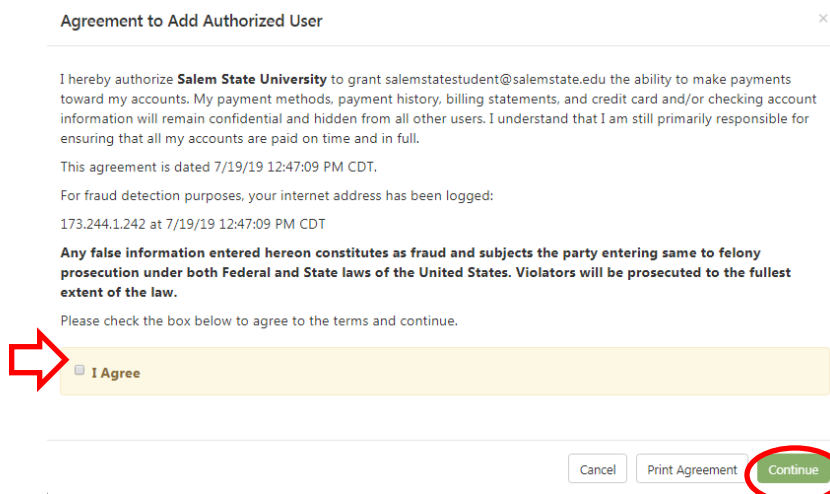 Agreement to Add Authorized User ×
I hereby authorize Salem State University to grant salemstatestudent@salemstate.edu the ability to make payments
toward my accounts. My payment methods, payment history, billing statements, and credit card and/or checking account
information will remain confidential and hidden from all other users. I understand that I am still primarily responsible for
ensuring that all my accounts are paid on time and in full.
This agreement is dated 7/19/19 12:47:09 PM CDT.
For fraud detection purposes, your internet address has been logged:
173.244.1.242 at 7/19/19 12:47:09 PM CDT
Any false information entered hereon constitutes as fraud and subjects the party entering same to felony
prosecution under both Federal and State laws of the United States. Violators will be prosecuted to the fullest
extent of the law.
Please check the box below to agree to the terms and continue.
I Agree
Cancel Print Agreement Continue